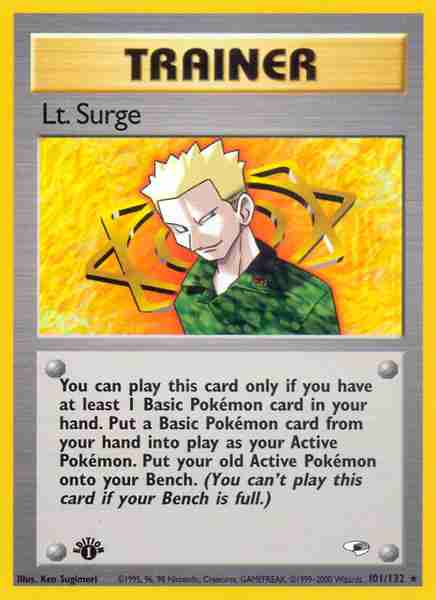 TRAINER
Lt. Surge
You can play this card only if you have
at least 1 Basic Pokémon card in your
hand. Put a Basic Pokémon card from
your hand into play as your Active
Pokémon. Put your old Active Pokémon
onto your Bench. (You can't play this
card if your Bench is full.)
EDITION
1
Illus. Ken Sugimori ©1995, 96, 98 Nintendo, Creatures, GAMEFREAK. ©1999-2000 Wizards. 101/132 ★